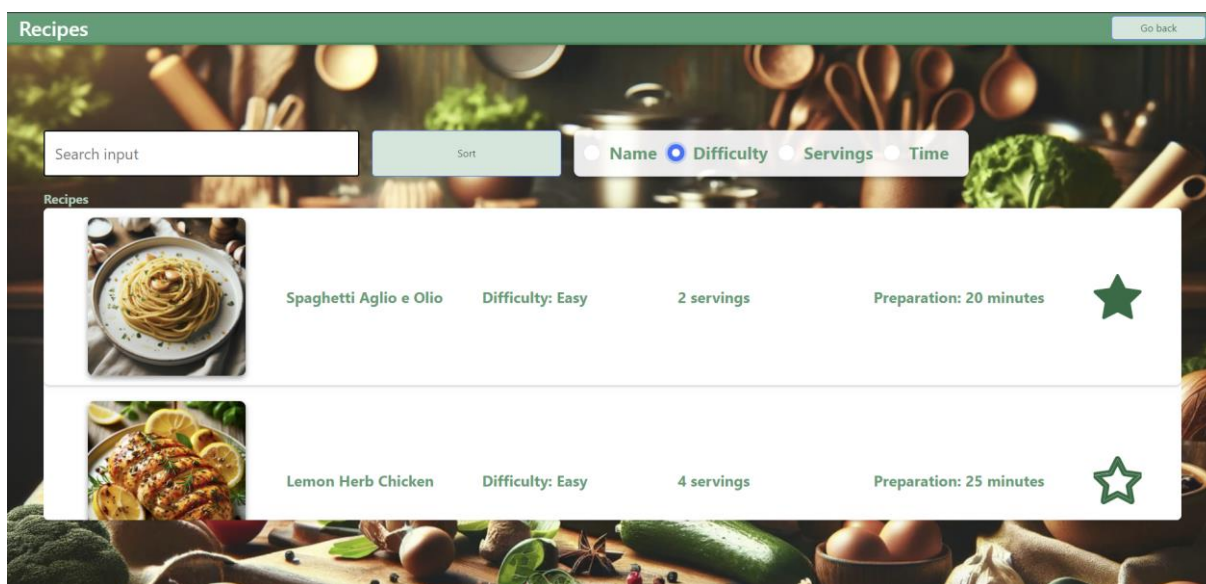 Recipes
Go back
Search input
Sort
Name Difficulty Servings Time
Recipes
Spaghetti Aglio e Olio Difficulty: Easy 2 servings Preparation: 20 minutes
Lemon Herb Chicken Difficulty: Easy 4 servings Preparation: 25 minutes